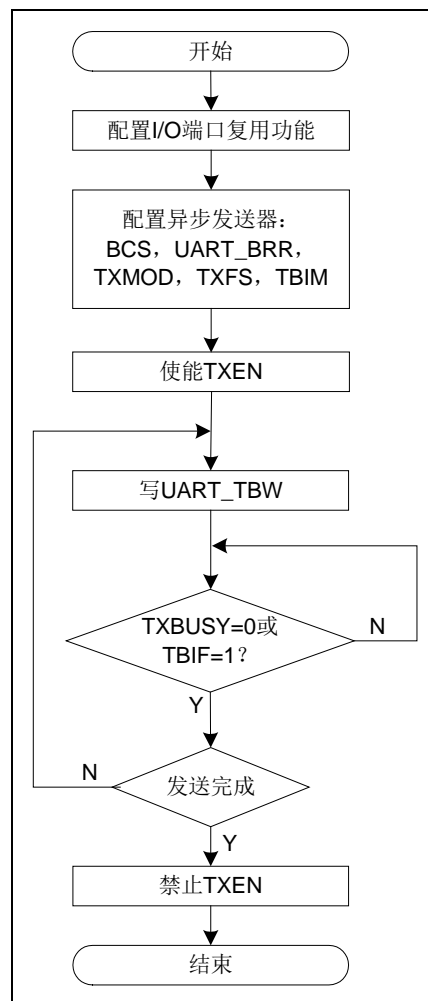 开始
配置I/O端口复用功能
配置异步发送器:
BCS，UART_BRR，
TXMOD，TXFS，TBIM
使能TXEN
写UART_TBW
TXBUSY=0或
TBIF=1?
N
Y
发送完成
N
Y
禁止TXEN
结束